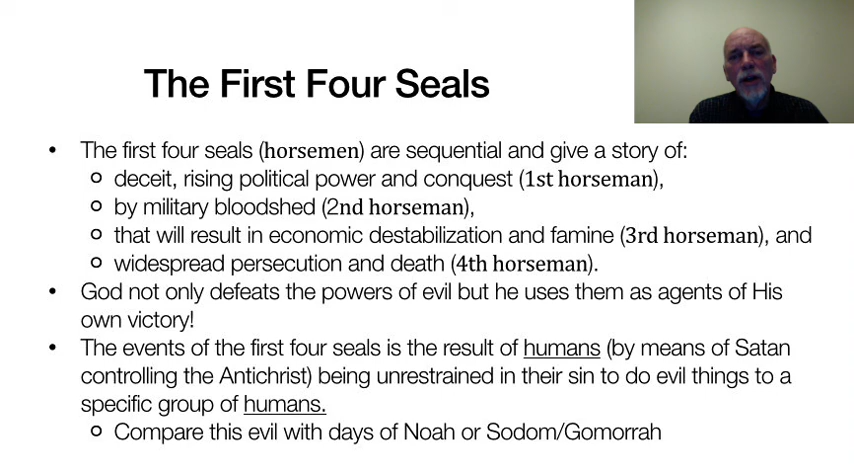 The First Four Seals
• The first four seals (horsemen) are sequential and give a story of:
o deceit, rising political power and conquest (1st horseman),
o by military bloodshed (2nd horseman),
o that will result in economic destabilization and famine (3rd horseman), and
o widespread persecution and death (4th horseman).
• God not only defeats the powers of evil but he uses them as agents of His
own victory!
• The events of the first four seals is the result of humans (by means of Satan
controlling the Antichrist) being unrestrained in their sin to do evil things to a
specific group of humans.
o Compare this evil with days of Noah or Sodom/Gomorrah